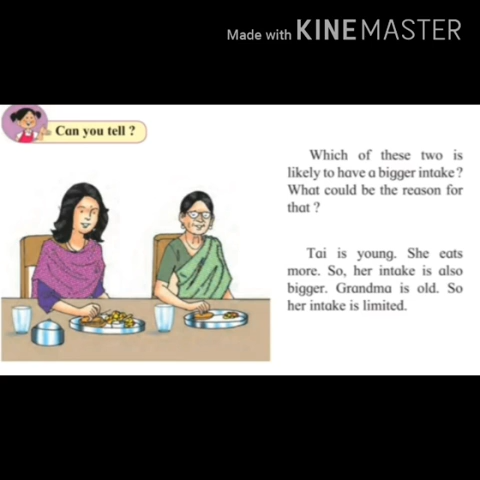 Made with KINEMASTER
Can you tell ?
Which of these two is
likely to have a bigger intake ?
What could be the reason for
that ?
Tai is young. She eats
more. So, her intake is also
bigger. Grandma is old. So
her intake is limited.